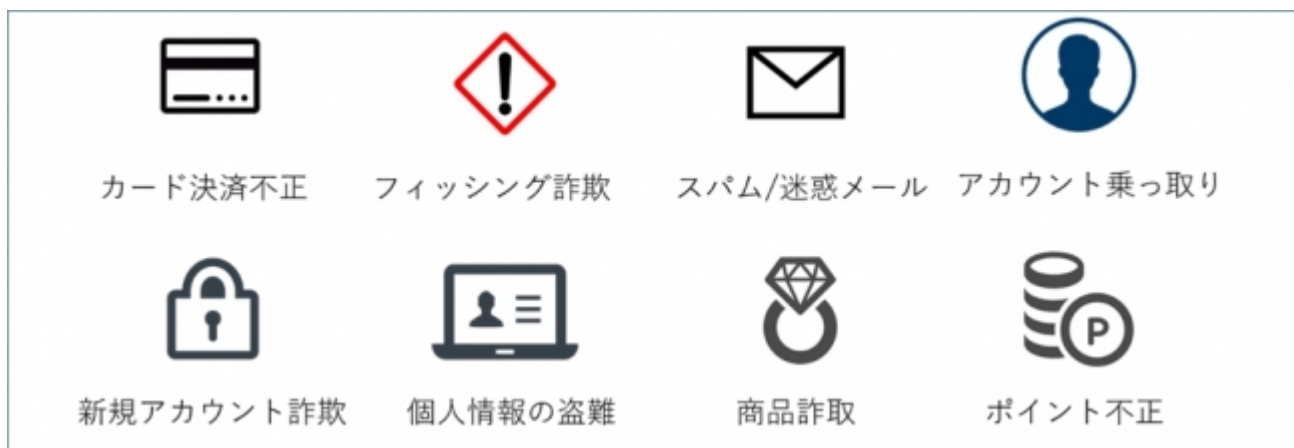 カード決済不正
フィッシング詐欺
スパム/迷惑メール
アカウント乗っ取り
新規アカウント詐欺
個人情報の盗難
商品詐取
P
ポイント不正